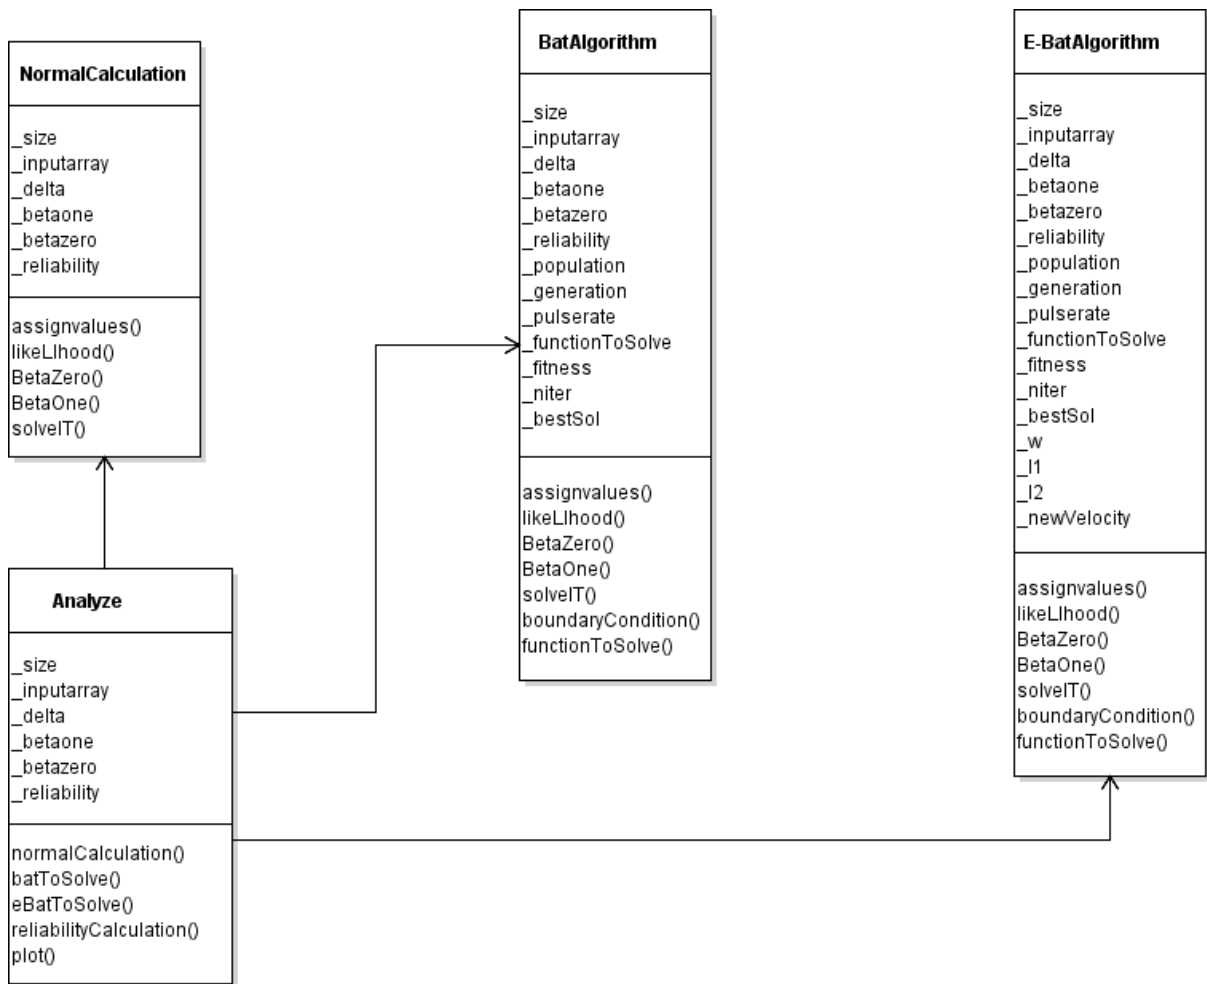 NormalCalculation
_size
_inputarray
_delta
_betaone
_betazero
_reliability
assignvalues()
likeLIhood()
BetaZero()
BetaOne()
solveIT()
BatAlgorithm
_size
_inputarray
_delta
_betaone
_betazero
_reliability
_population
_generation
_pulserate
_functionToSolve
_fitness
_niter
_bestSol
assignvalues()
likeLIhood()
BetaZero()
BetaOne()
solveIT()
boundaryCondition()
functionToSolve()
E-BatAlgorithm
_size
_inputarray
_delta
_betaone
_betazero
_reliability
_population
_generation
_pulserate
_functionToSolve
_fitness
_niter
_bestSol
_w
_l1
_l2
_newVelocity
assignvalues()
likeLIhood()
BetaZero()
BetaOne()
solveIT()
boundaryCondition()
functionToSolve()
Analyze
_size
_inputarray
_delta
_betaone
_betazero
_reliability
normalCalculation()
batToSolve()
eBatToSolve()
reliabilityCalculation()
plot()